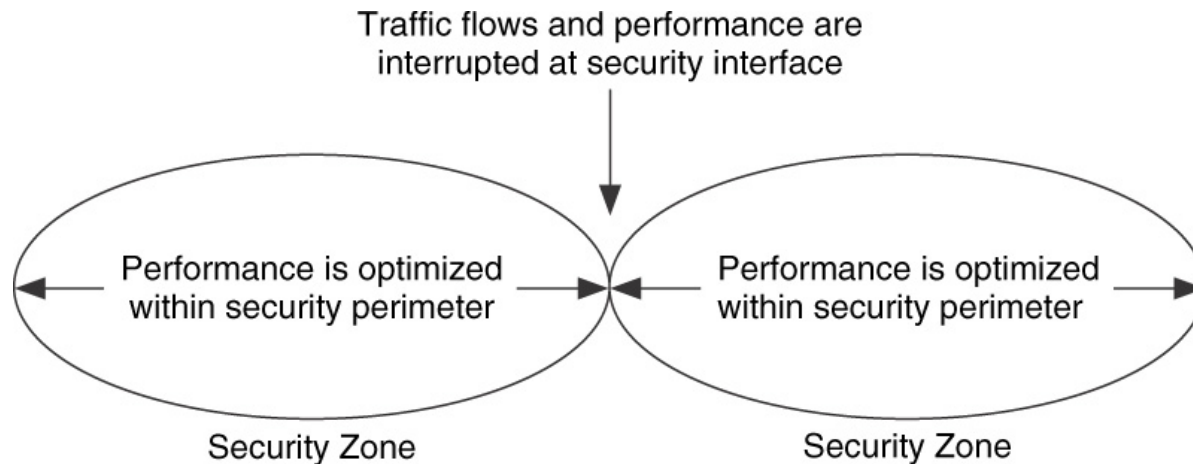 Traffic flows and performance are
interrupted at security interface
Performance is optimized
within security perimeter
Performance is optimized
within security perimeter
Security Zone
Security Zone